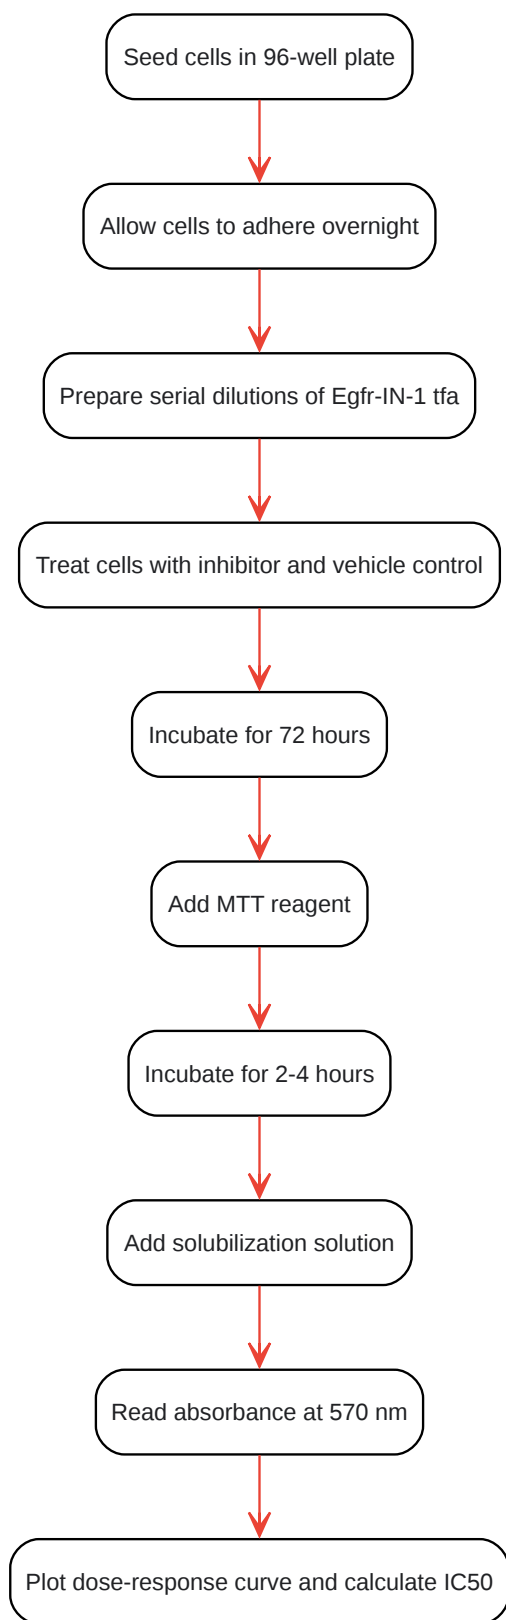 Seed cells in 96-well plate
Allow cells to adhere overnight
Prepare serial dilutions of Egfr-IN-1 tfa
Treat cells with inhibitor and vehicle control
Incubate for 72 hours
Add MTT reagent
Incubate for 2-4 hours
Add solubilization solution
Read absorbance at 570 nm
Plot dose-response curve and calculate IC50